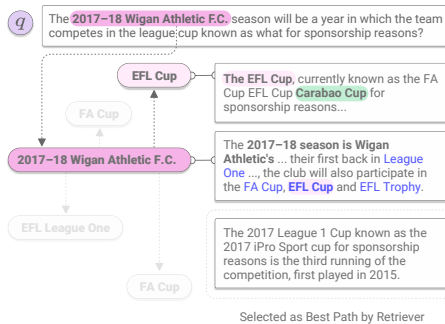 q
The 2017–18 Wigan Athletic F.C. season will be a year in which the team
competes in the league cup known as what for sponsorship reasons?
EFL Cup
The EFL Cup, currently known as the FA
Cup EFL Cup Carabao Cup for
sponsorship reasons...
FA Cup
2017–18 Wigan Athletic F.C.
The 2017–18 season is Wigan
Athletic's ... their first back in League
One ..., the club will also participate in
the FA Cup, EFL Cup and EFL Trophy.
EFL League One
FA Cup
The 2017 League 1 Cup known as the
2017 iPro Sport cup for sponsorship
reasons is the third running of the
competition, first played in 2015.
Selected as Best Path by Retriever